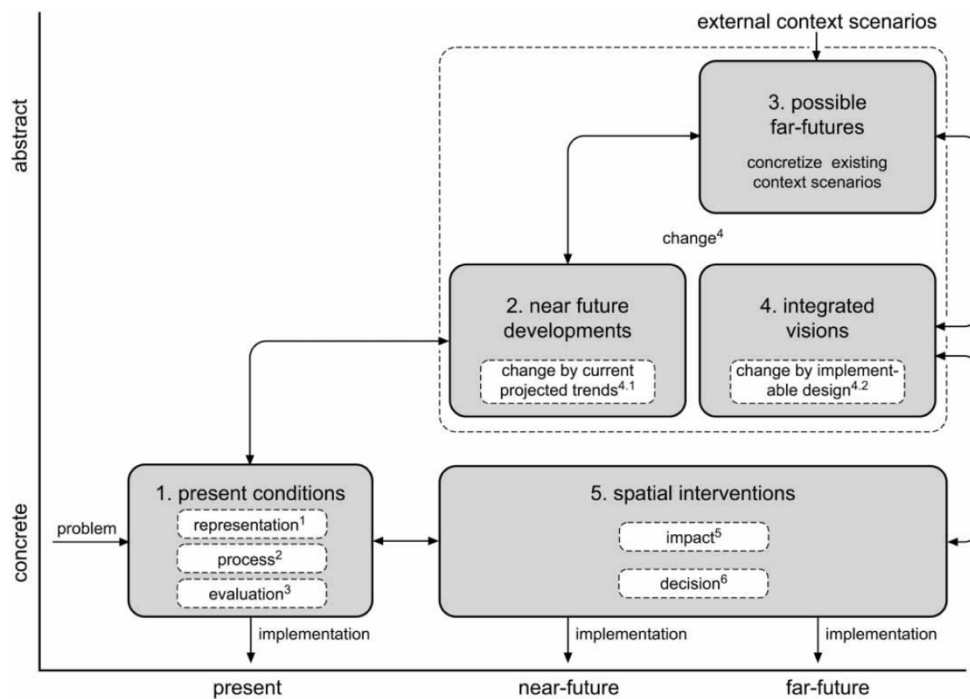 external context scenarios
abstract
3. possible
far-futures
concretize existing
context scenarios
change4
2. near future
developments
change by current
projected trends4.1
4. integrated
visions
change by implement-
able design4.2
concrete
problem
1. present conditions
representation1
process2
evaluation3
5. spatial interventions
impact5
decision6
implementation
implementation
implementation
present
near-future
far-future